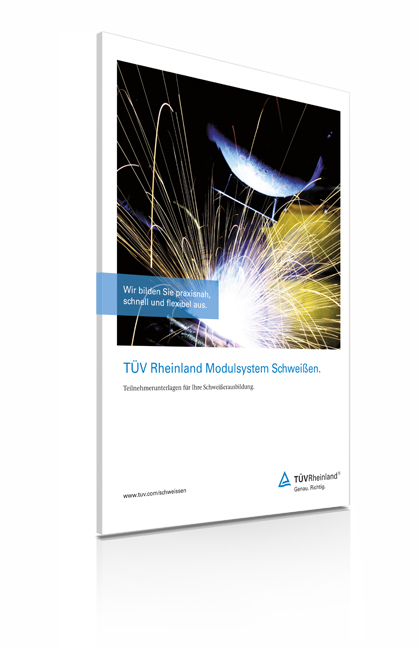 Wir bilden Sie praxisnah,
schnell und flexibel aus.
TÜV Rheinland Modulsystem Schweißen.
Teilnehmerunterlagen für Ihre Schweißerausbildung.
www.tuv.com/schweissen
TÜVRheinland®
Genau. Richtig.